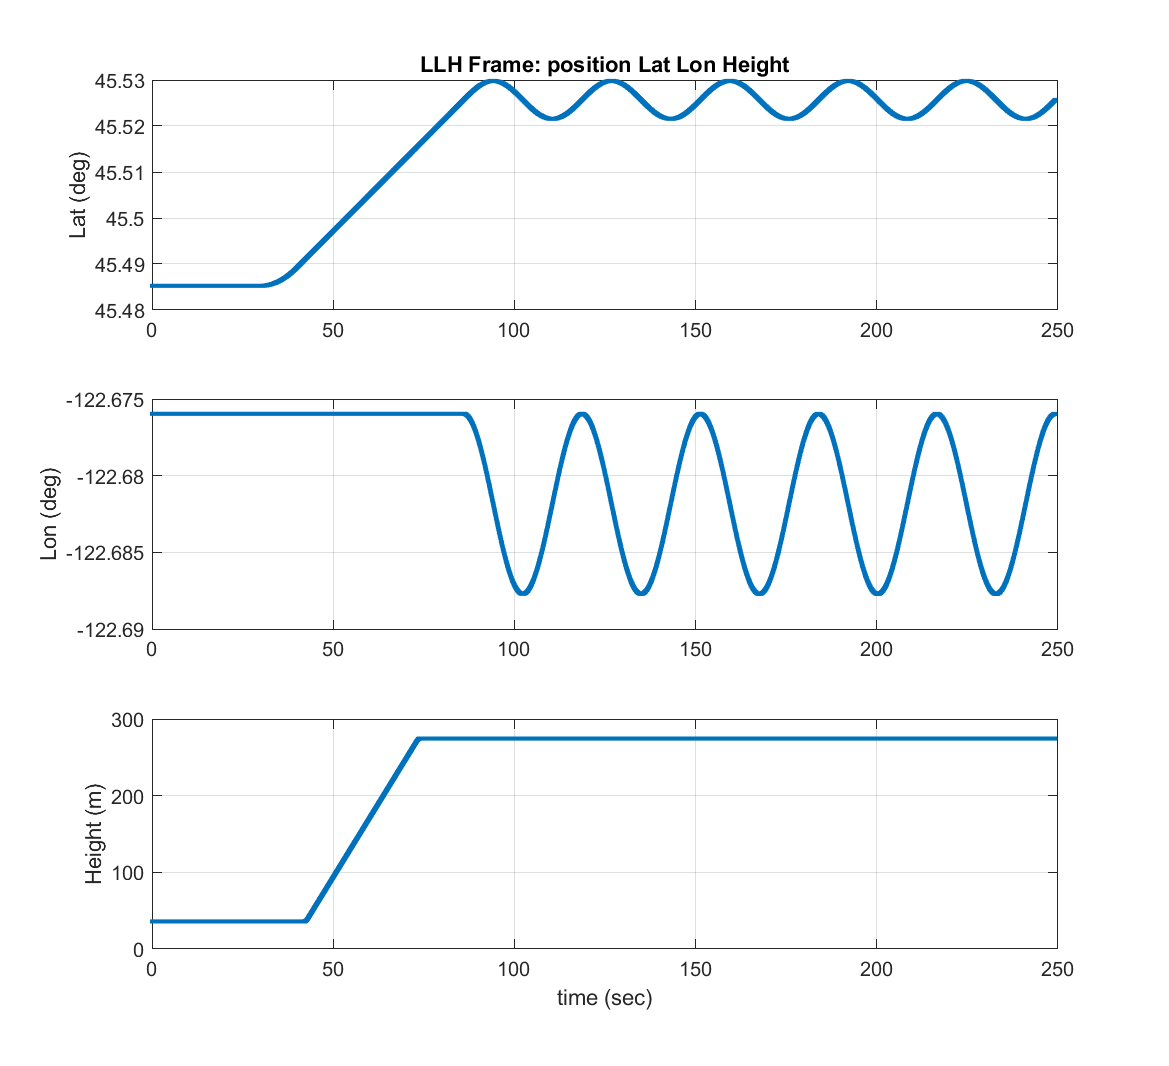 LLH Frame: position Lat Lon Height
45.53
45.52
45.51
45.5
45.49
45.48
Lat (deg)
0 50 100 150 200 250
-122.675
-122.68
-122.685
-122.69
Lon (deg)
0 50 100 150 200 250
300
200
100
0
Height (m)
0 50 100 150 200 250
time (sec)